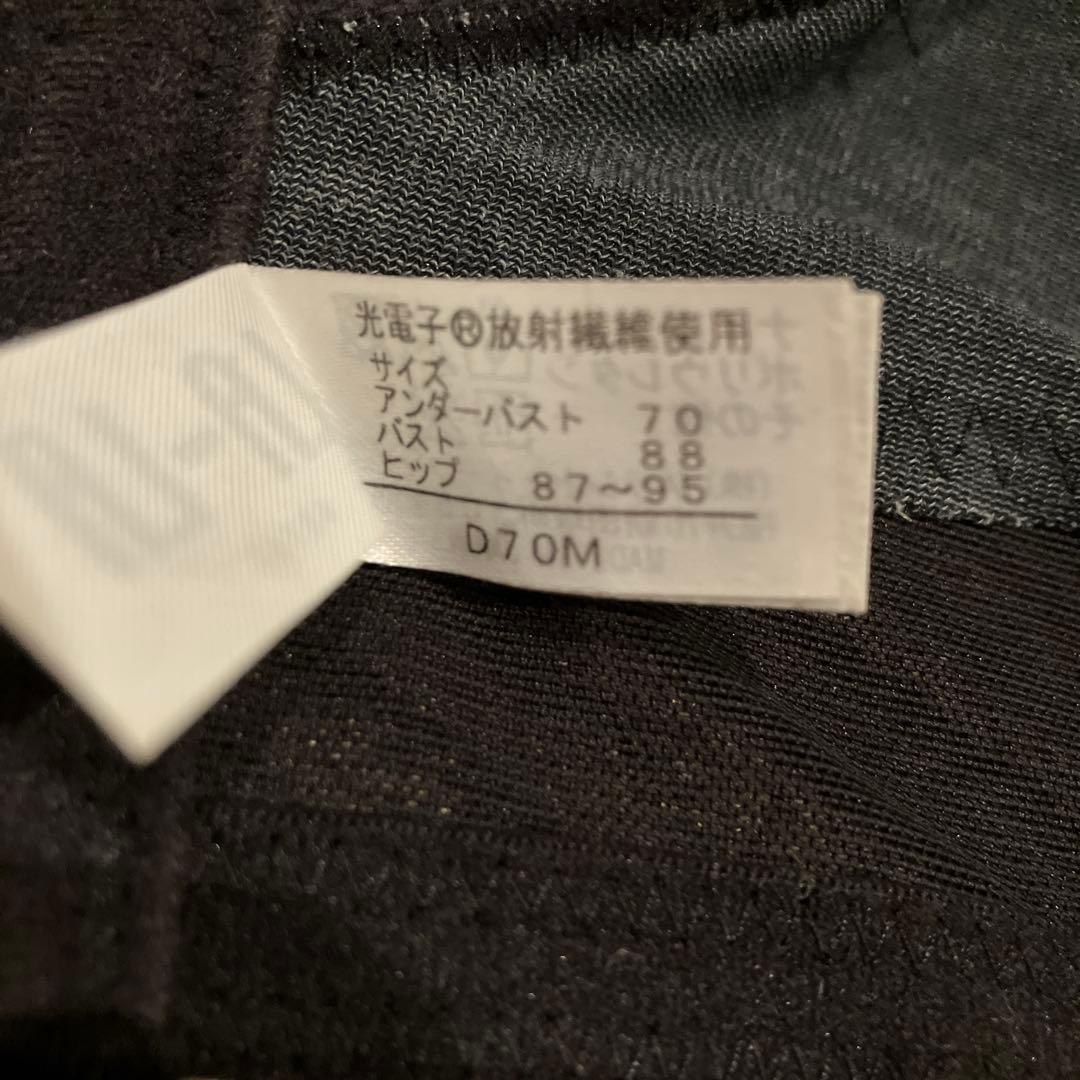 光電子®放射繊維使用
サイズ
アンダーバスト 70
バスト 88
ヒップ 87～95
D70M